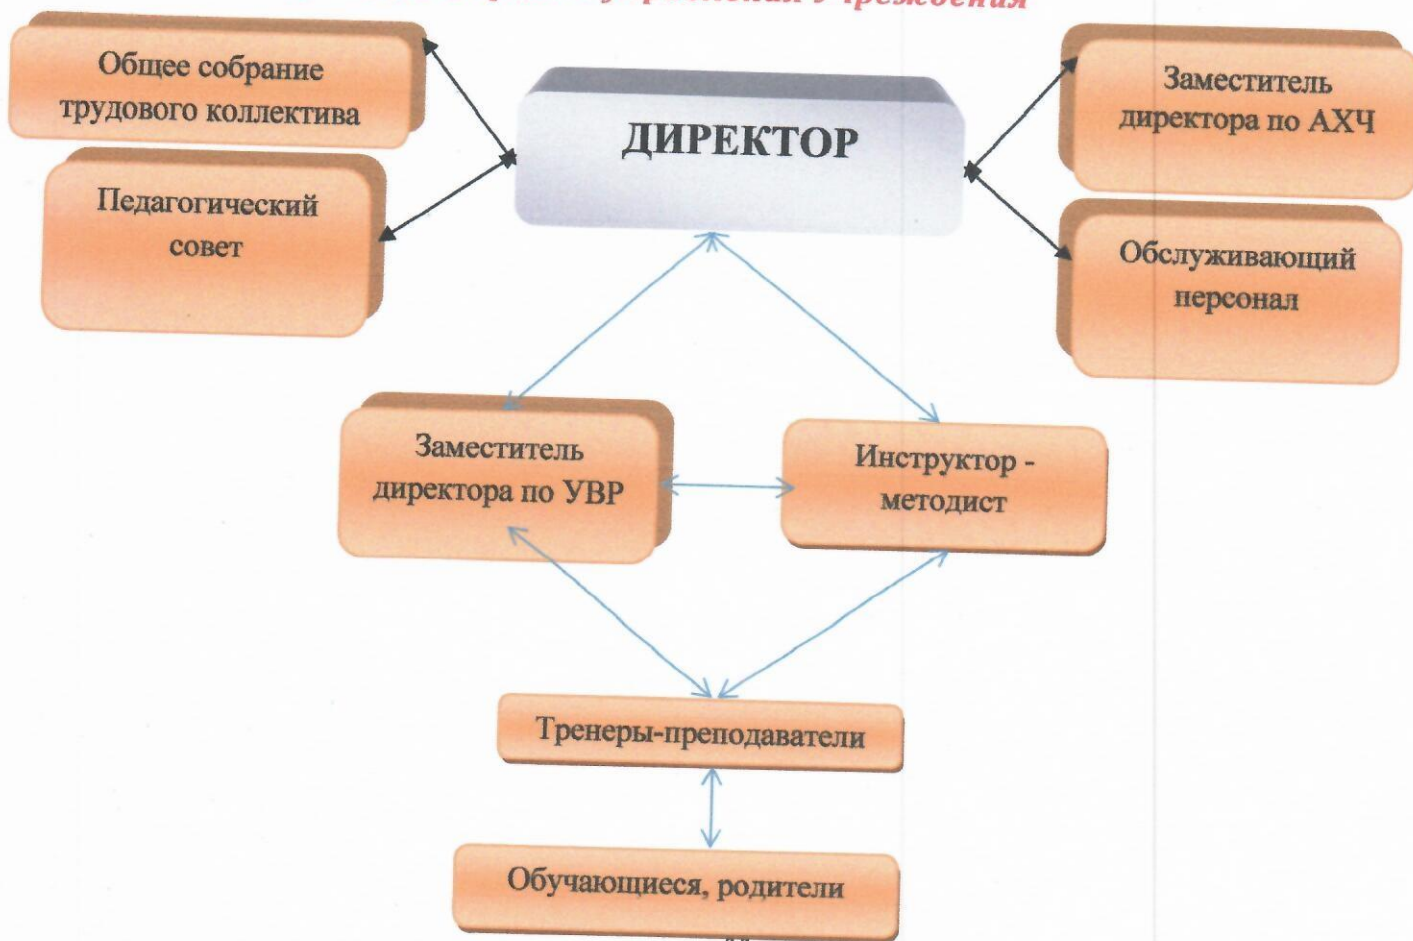 Учреждения
Общее собрание
трудового коллектива
ДИРЕКТОР
Заместитель
директора по АХЧ
Педагогический
совет
Обслуживающий
персонал
Заместитель
директора по УВР
Инструктор -
методист
Тренеры-преподаватели
Обучающиеся, родители